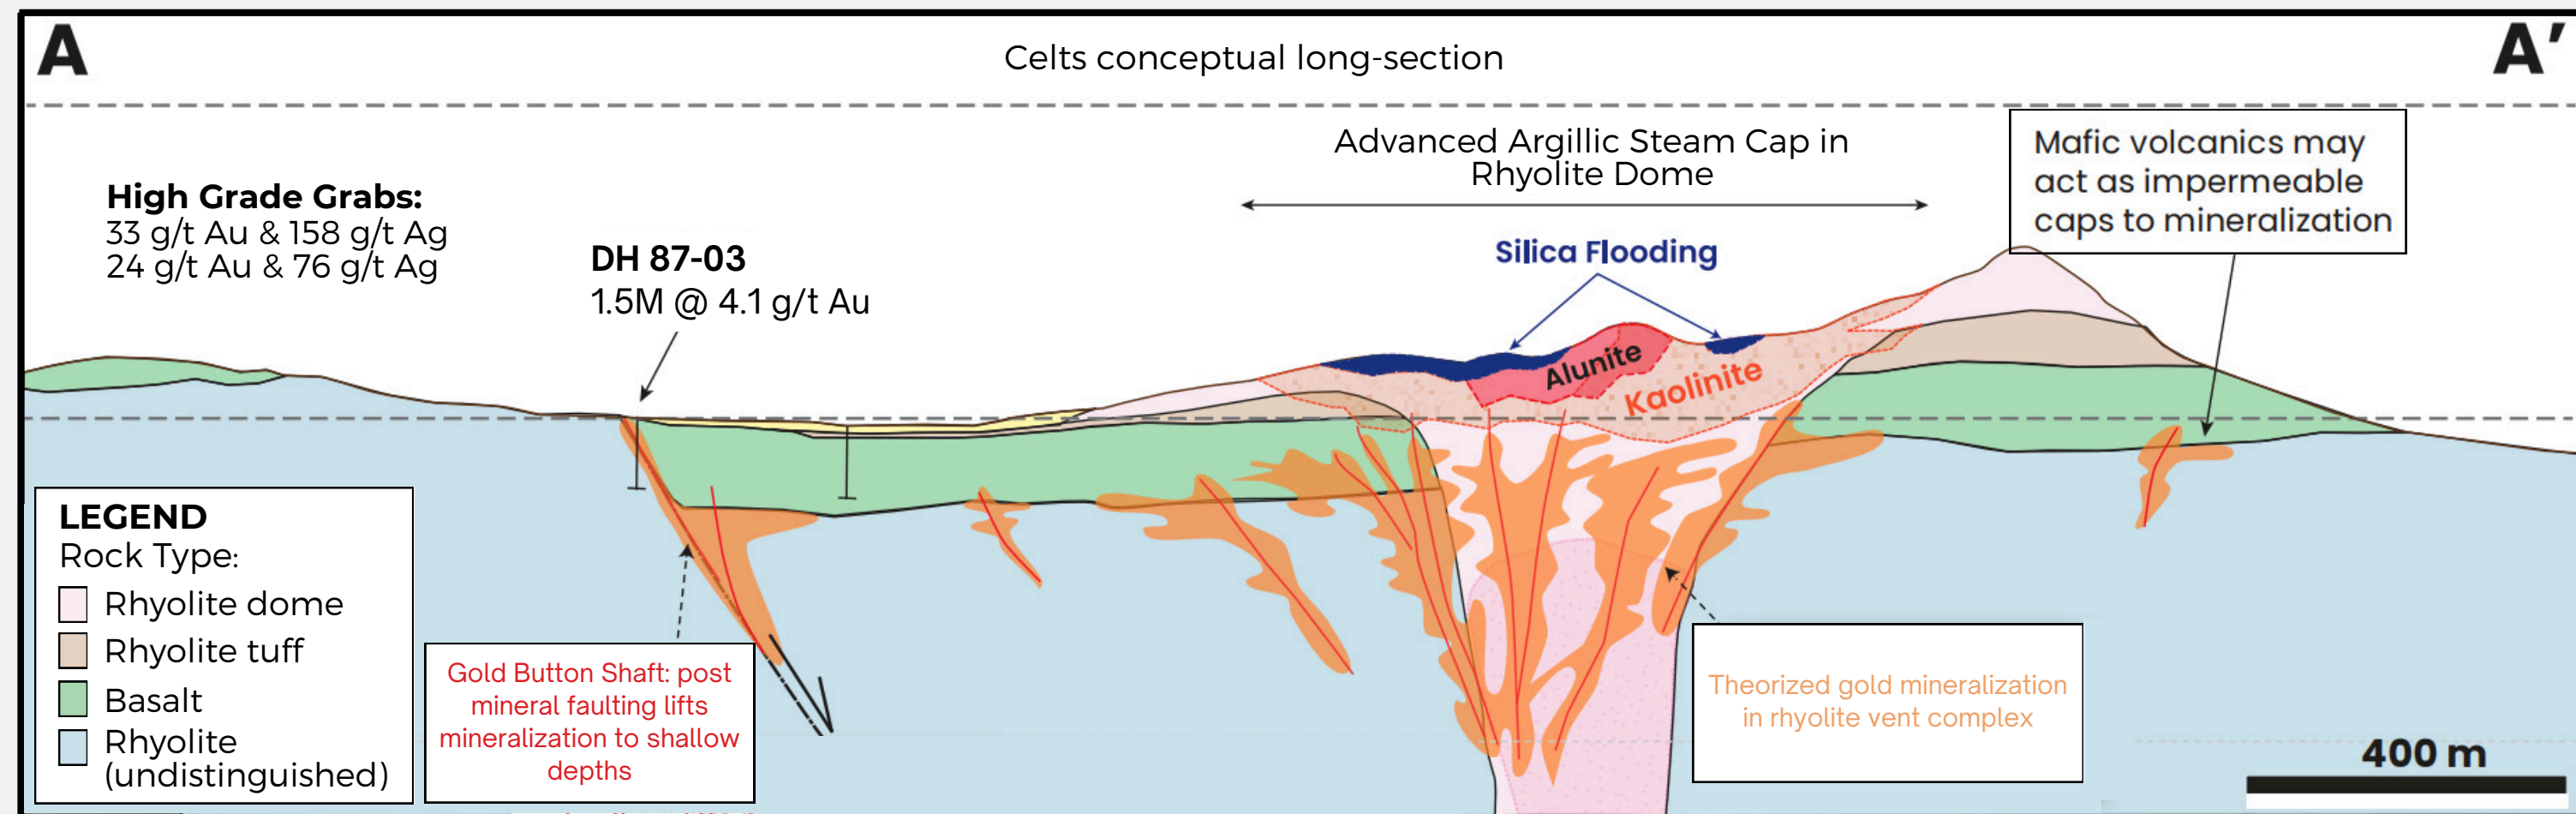 A
Celts conceptual long-section
A′
High Grade Grabs:
33 g/t Au & 158 g/t Ag
24 g/t Au & 76 g/t Ag
DH 87-03
1.5M @ 4.1 g/t Au
Advanced Argillic Steam Cap in
Rhyolite Dome
Silica Flooding
Mafic volcanics may
act as impermeable
caps to mineralization
Alunite
Kaolinite
LEGEND
Rock Type:
Rhyolite dome
Rhyolite tuff
Basalt
Rhyolite
(undistinguished)
Gold Button Shaft: post
mineral faulting lifts
mineralization to shallow
depths
Theorized gold mineralization
in rhyolite vent complex
400 m